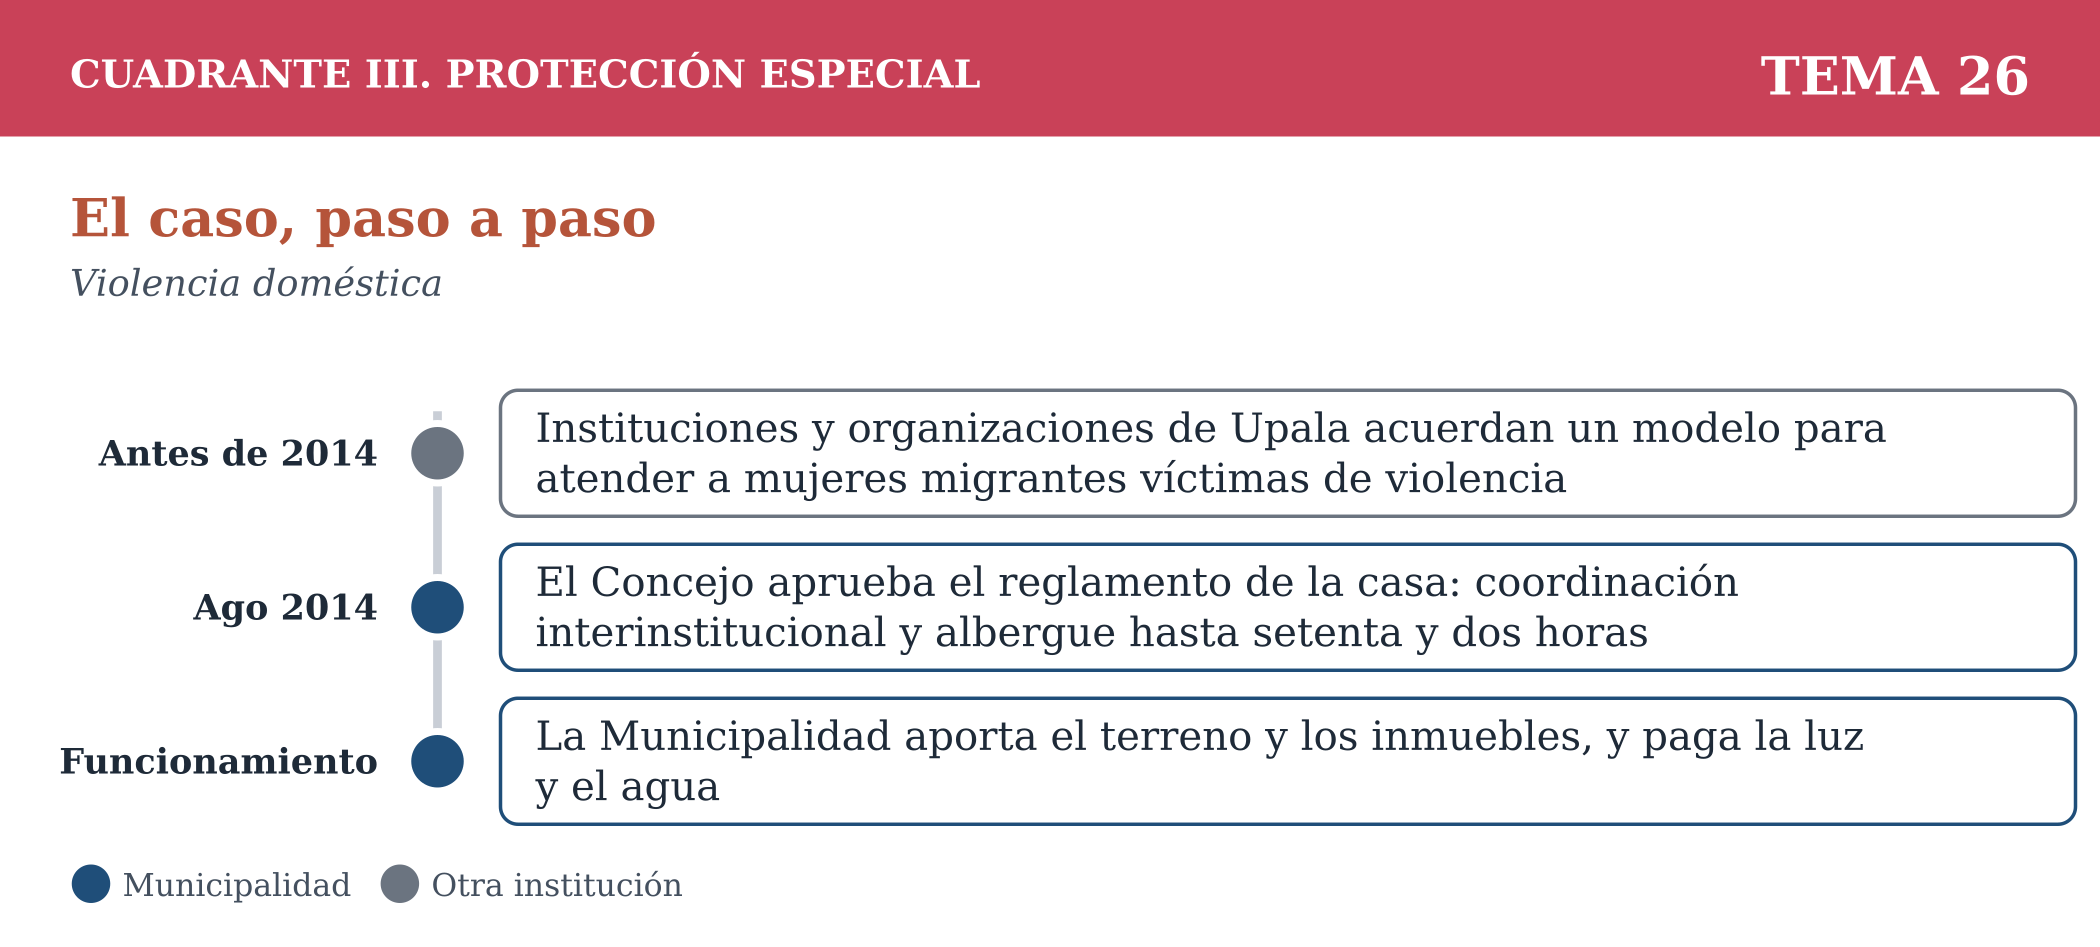 CUADRANTE III. PROTECCIÓN ESPECIAL
TEMA 26
El caso, paso a paso
Violencia doméstica
Antes de 2014
Instituciones y organizaciones de Upala acuerdan un modelo para
atender a mujeres migrantes víctimas de violencia
Ago 2014
El Concejo aprueba el reglamento de la casa: coordinación
interinstitucional y albergue hasta setenta y dos horas
Funcionamiento
La Municipalidad aporta el terreno y los inmuebles, y paga la luz
y el agua
Municipalidad
Otra institución